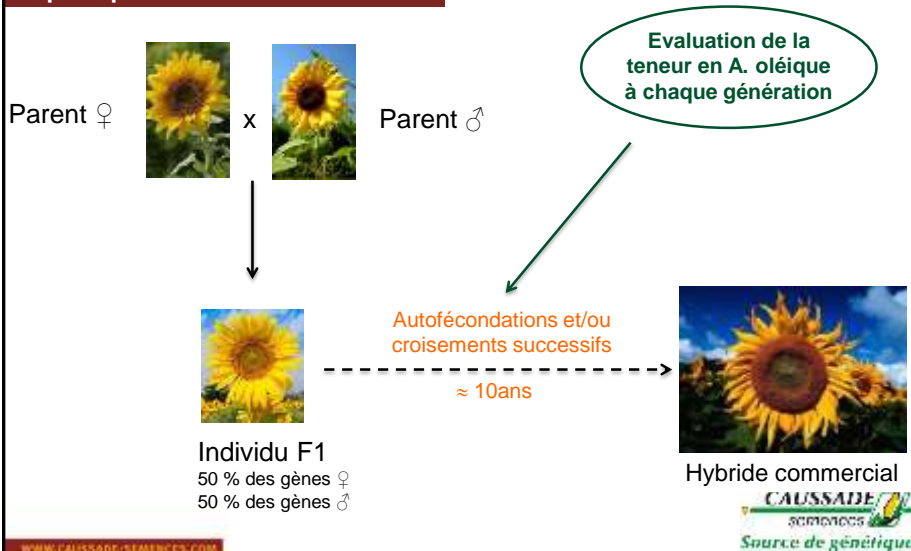 Evaluation de la
teneur en A. oléique
à chaque génération
Parent ♀
x
Parent ♂
Autofécondations et/ou
croisements successifs
≈ 10ans
Individu F1
50 % des gènes ♀
50 % des gènes ♂
Hybride commercial
CAUSSADE
semences
Source de génétique
WWW.CAUSSADE-SEMENCES.COM